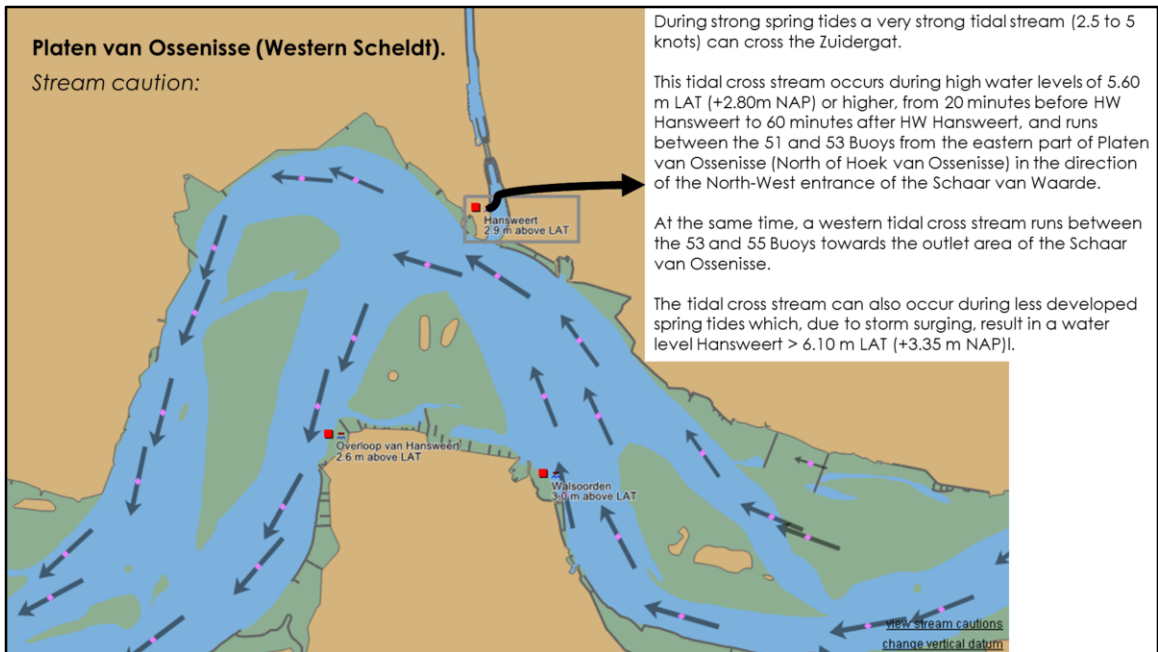 Platen van Ossenisse (Western Scheldt).
Stream caution:
During strong spring tides a very strong tidal stream (2.5 to 5
knots) can cross the Zuidergat.
This tidal cross stream occurs during high water levels of 5.60
m LAT (+2.80m NAP) or higher, from 20 minutes before HW
Hansweert to 60 minutes after HW Hansweert, and runs
between the 51 and 53 Buoys from the eastern part of Platen
van Ossenisse (North of Hoek van Ossenisse) in the direction
of the North-West entrance of the Schaar van Waarde.
At the same time, a western tidal cross stream runs between
the 53 and 55 Buoys towards the outlet area of the Schaar
van Ossenisse.
The tidal cross stream can also occur during less developed
spring tides which, due to storm surging, result in a water
level Hansweert > 6.10 m LAT (+3.35 m NAP)l.
Hansweert
2.9 m above LAT
Overloop van Hansweert
2.6 m above LAT
Walsoorden
3.0 m above LAT
view stream cautions
change vertical datum